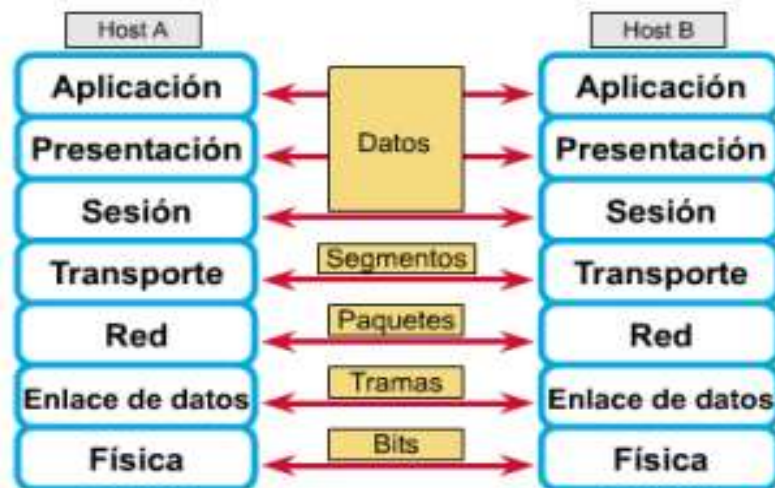 Host A
Host B
Aplicación
Aplicación
Presentación
Datos
Presentación
Sesión
Sesión
Segmentos
Transporte
Transporte
Paquetes
Red
Red
Tramas
Enlace de datos
Enlace de datos
Bits
Física
Física